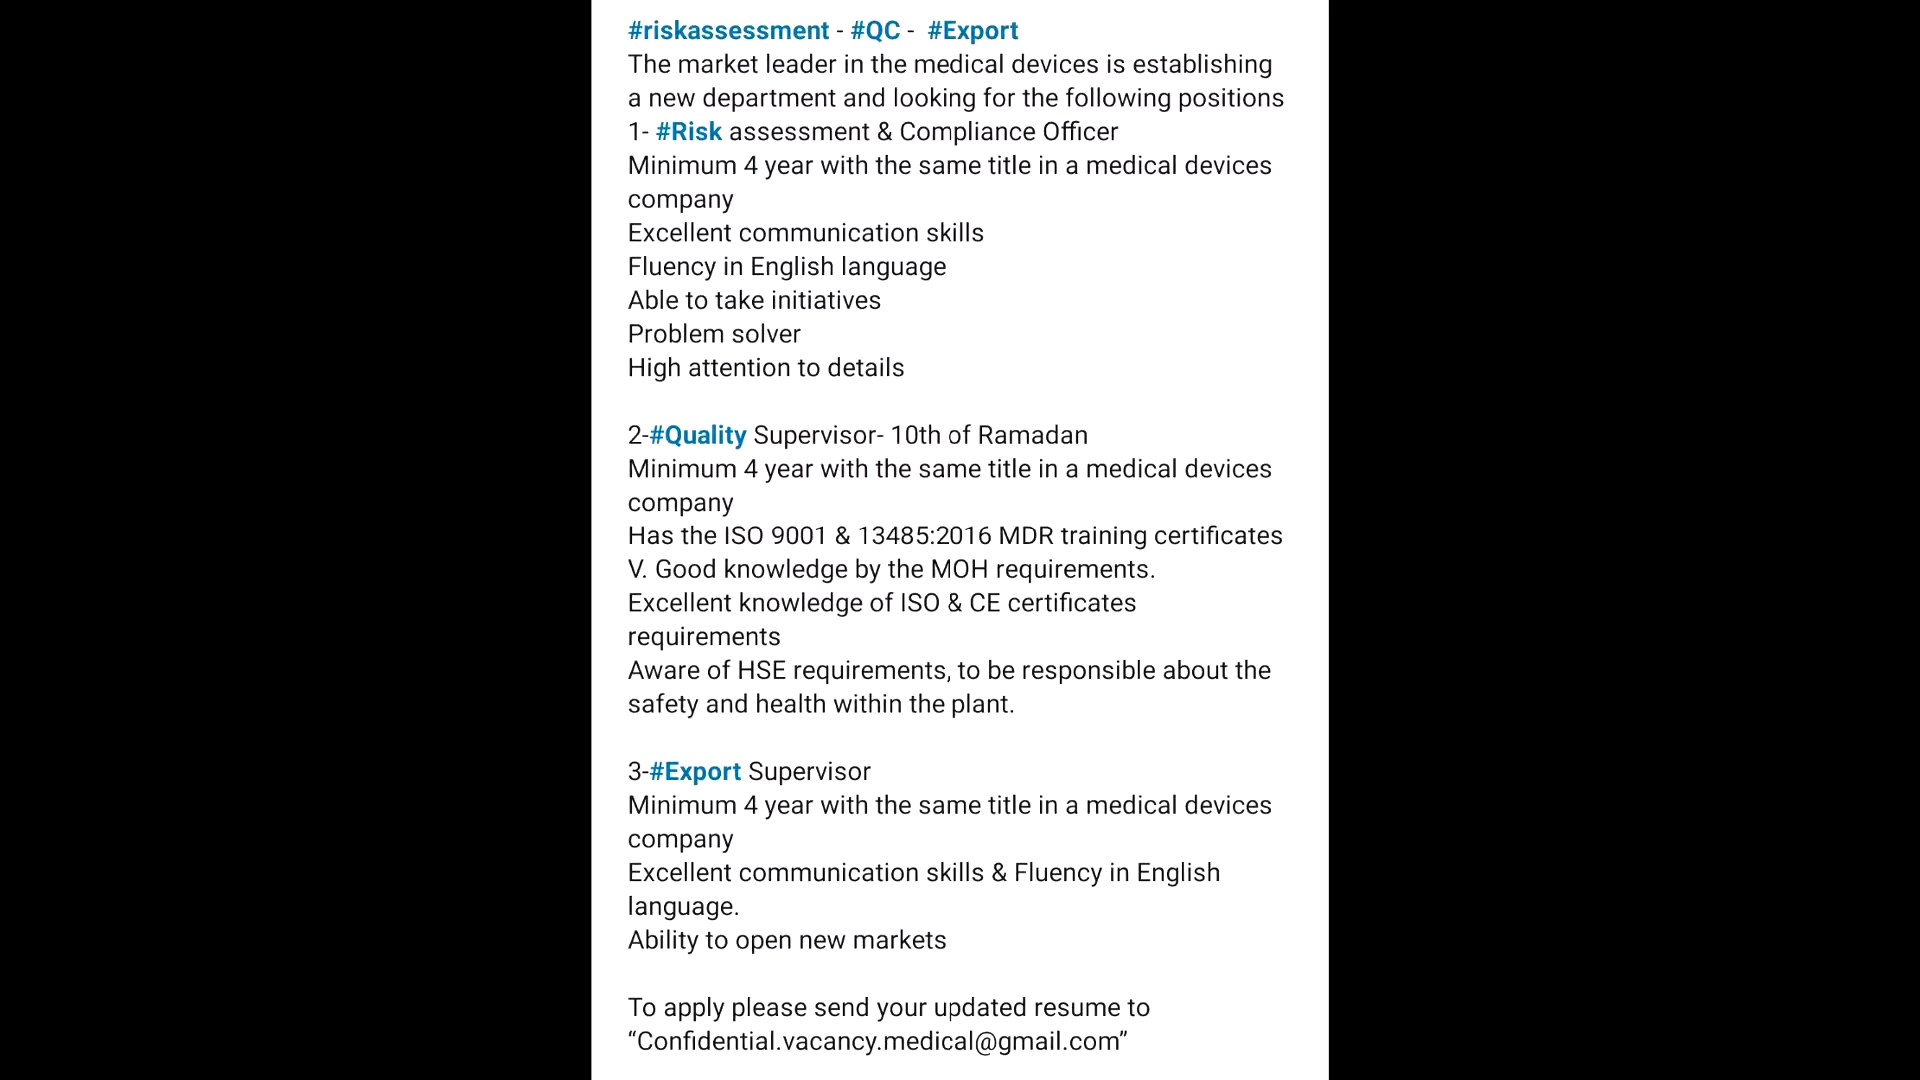 #riskassessment - #QC - #Export
The market leader in the medical devices is establishing
a new department and looking for the following positions
1- #Risk assessment & Compliance Officer
Minimum 4 year with the same title in a medical devices
company
Excellent communication skills
Fluency in English language
Able to take initiatives
Problem solver
High attention to details
2-#Quality Supervisor- 10th of Ramadan
Minimum 4 year with the same title in a medical devices
company
Has the ISO 9001 & 13485:2016 MDR training certificates
V. Good knowledge by the MOH requirements.
Excellent knowledge of ISO & CE certificates
requirements
Aware of HSE requirements, to be responsible about the
safety and health within the plant.
3-#Export Supervisor
Minimum 4 year with the same title in a medical devices
company
Excellent communication skills & Fluency in English
language.
Ability to open new markets
To apply please send your updated resume to
“Confidential.vacancy.medical@gmail.com”